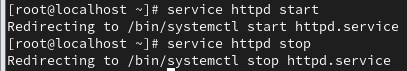 [root@localhost ~]# service httpd start
Redirecting to /bin/systemctl start httpd.service
[root@localhost ~]# service httpd stop
Redirecting to /bin/systemctl stop httpd.service